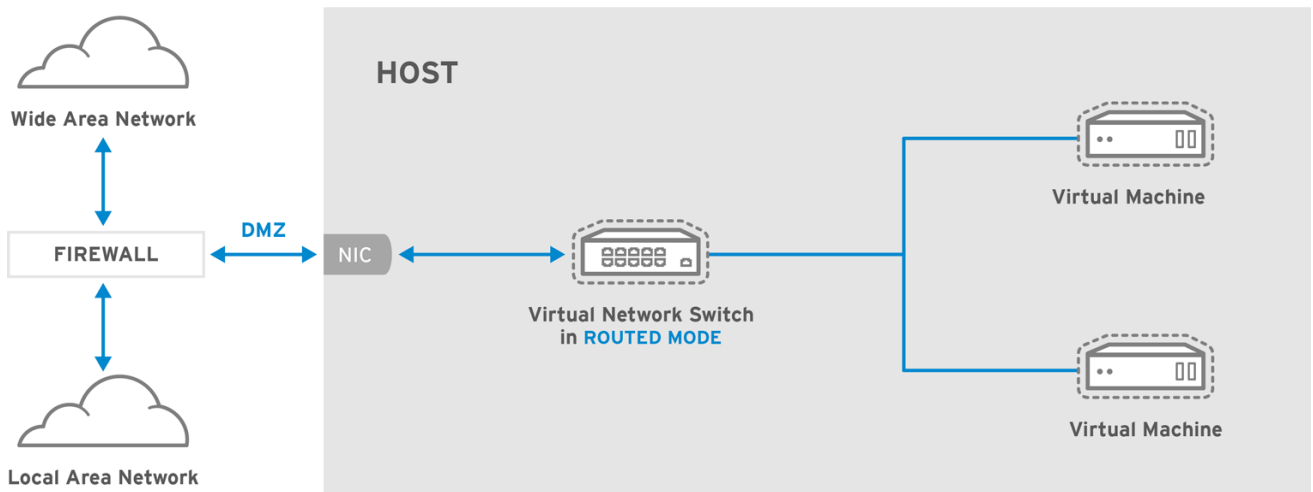 HOST
Wide Area Network
Virtual Machine
DMZ
FIREWALL
NIC
Virtual Network Switch
in ROUTED MODE
Virtual Machine
Local Area Network